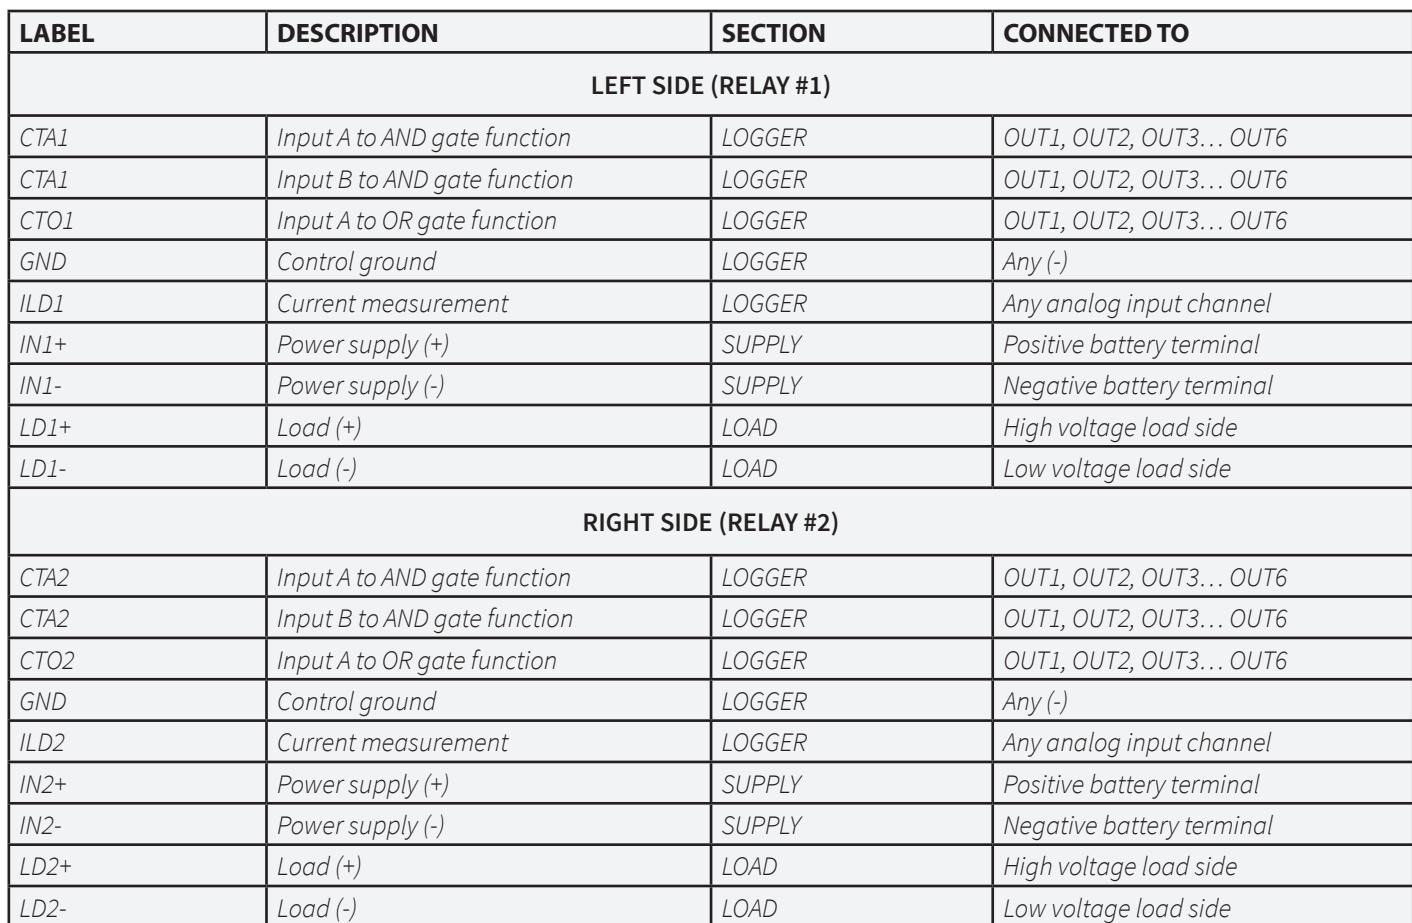 LABEL DESCRIPTION SECTION CONNECTED TO
LEFT SIDE (RELAY #1)
CTA1 Input A to AND gate function LOGGER OUT1, OUT2, OUT3… OUT6
CTA1 Input B to AND gate function LOGGER OUT1, OUT2, OUT3… OUT6
CTO1 Input A to OR gate function LOGGER OUT1, OUT2, OUT3… OUT6
GND Control ground LOGGER Any (-)
ILD1 Current measurement LOGGER Any analog input channel
IN1+ Power supply (+) SUPPLY Positive battery terminal
IN1- Power supply (-) SUPPLY Negative battery terminal
LD1+ Load (+) LOAD High voltage load side
LD1- Load (-) LOAD Low voltage load side
RIGHT SIDE (RELAY #2)
CTA2 Input A to AND gate function LOGGER OUT1, OUT2, OUT3… OUT6
CTA2 Input B to AND gate function LOGGER OUT1, OUT2, OUT3… OUT6
CTO2 Input A to OR gate function LOGGER OUT1, OUT2, OUT3… OUT6
GND Control ground LOGGER Any (-)
ILD2 Current measurement LOGGER Any analog input channel
IN2+ Power supply (+) SUPPLY Positive battery terminal
IN2- Power supply (-) SUPPLY Negative battery terminal
LD2+ Load (+) LOAD High voltage load side
LD2- Load (-) LOAD Low voltage load side